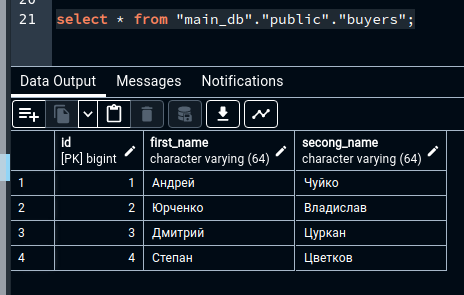 20
21 select * from "main_db"."public"."buyers";
Data Output Messages Notifications
id first_name secong_name
[PK] bigint character varying (64) character varying (64)
1 1 Андрей Чуйко
2 2 Юрченко Владислав
3 3 Дмитрий Цуркан
4 4 Степан Цветков